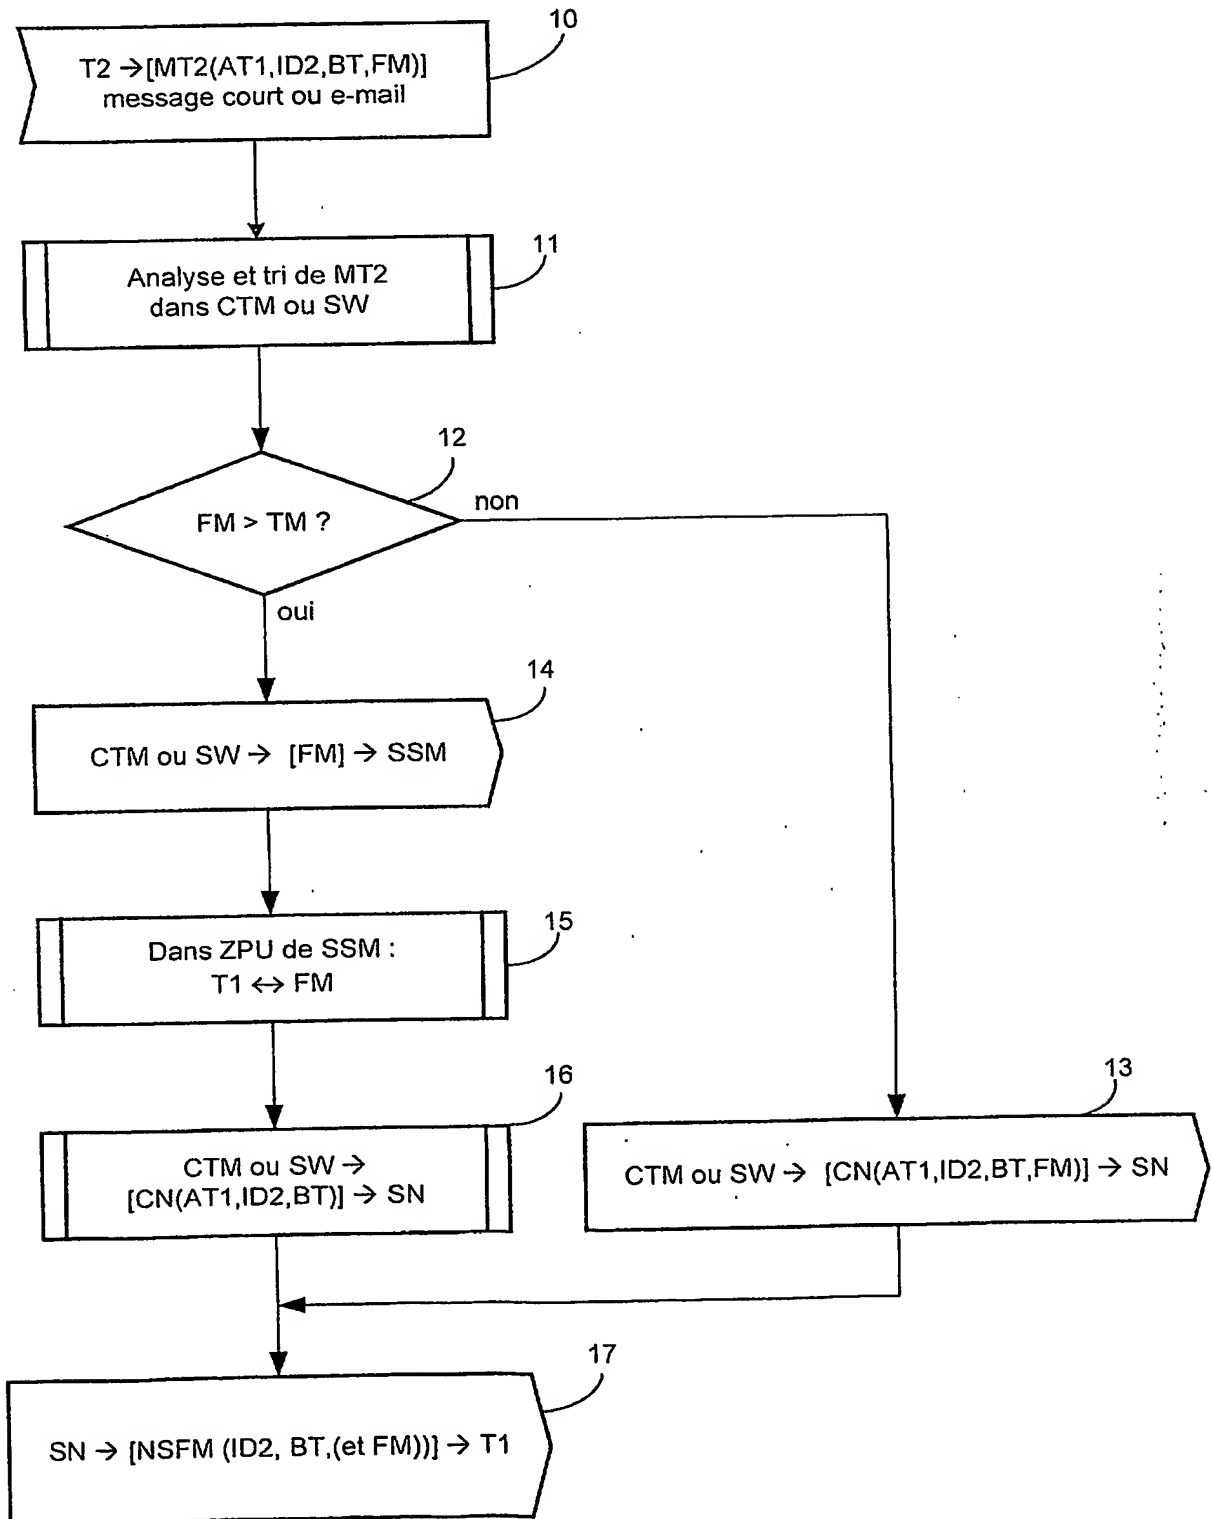 10
T2 →[MT2(AT1,ID2,BT,FM)]
message court ou e-mail
11
Analyse et tri de MT2
dans CTM ou SW
12
FM > TM ?
non
oui
14
CTM ou SW → [FM] → SSM
15
Dans ZPU de SSM :
T1 ↔ FM
16
CTM ou SW →
[CN(AT1,ID2,BT)] → SN
13
CTM ou SW → [CN(AT1,ID2,BT,FM)] → SN
17
SN → [NSFM (ID2, BT,(et FM))] → T1